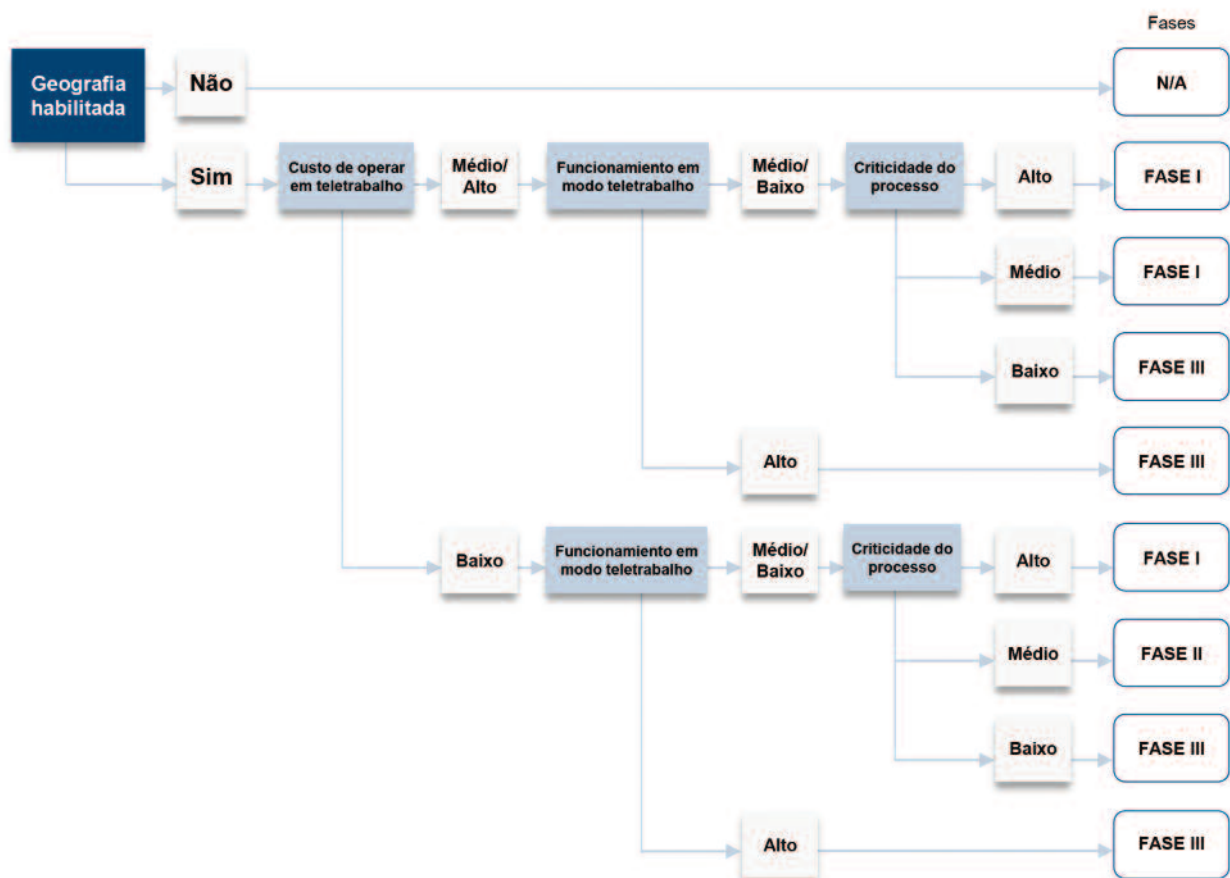 Fases
Geografia
habilitada
Não
N/A
Sim
Custo de operar
em teletrabalho
Médio/
Alto
Funcionamiento em
modo teletrabalho
Médio/
Baixo
Criticidade do
processo
Alto
FASE I
Médio
FASE I
Baixo
FASE III
Alto
FASE III
Baixo
Funcionamiento em
modo teletrabalho
Médio/
Baixo
Criticidade do
processo
Alto
FASE I
Médio
FASE II
Baixo
FASE III
Alto
FASE III